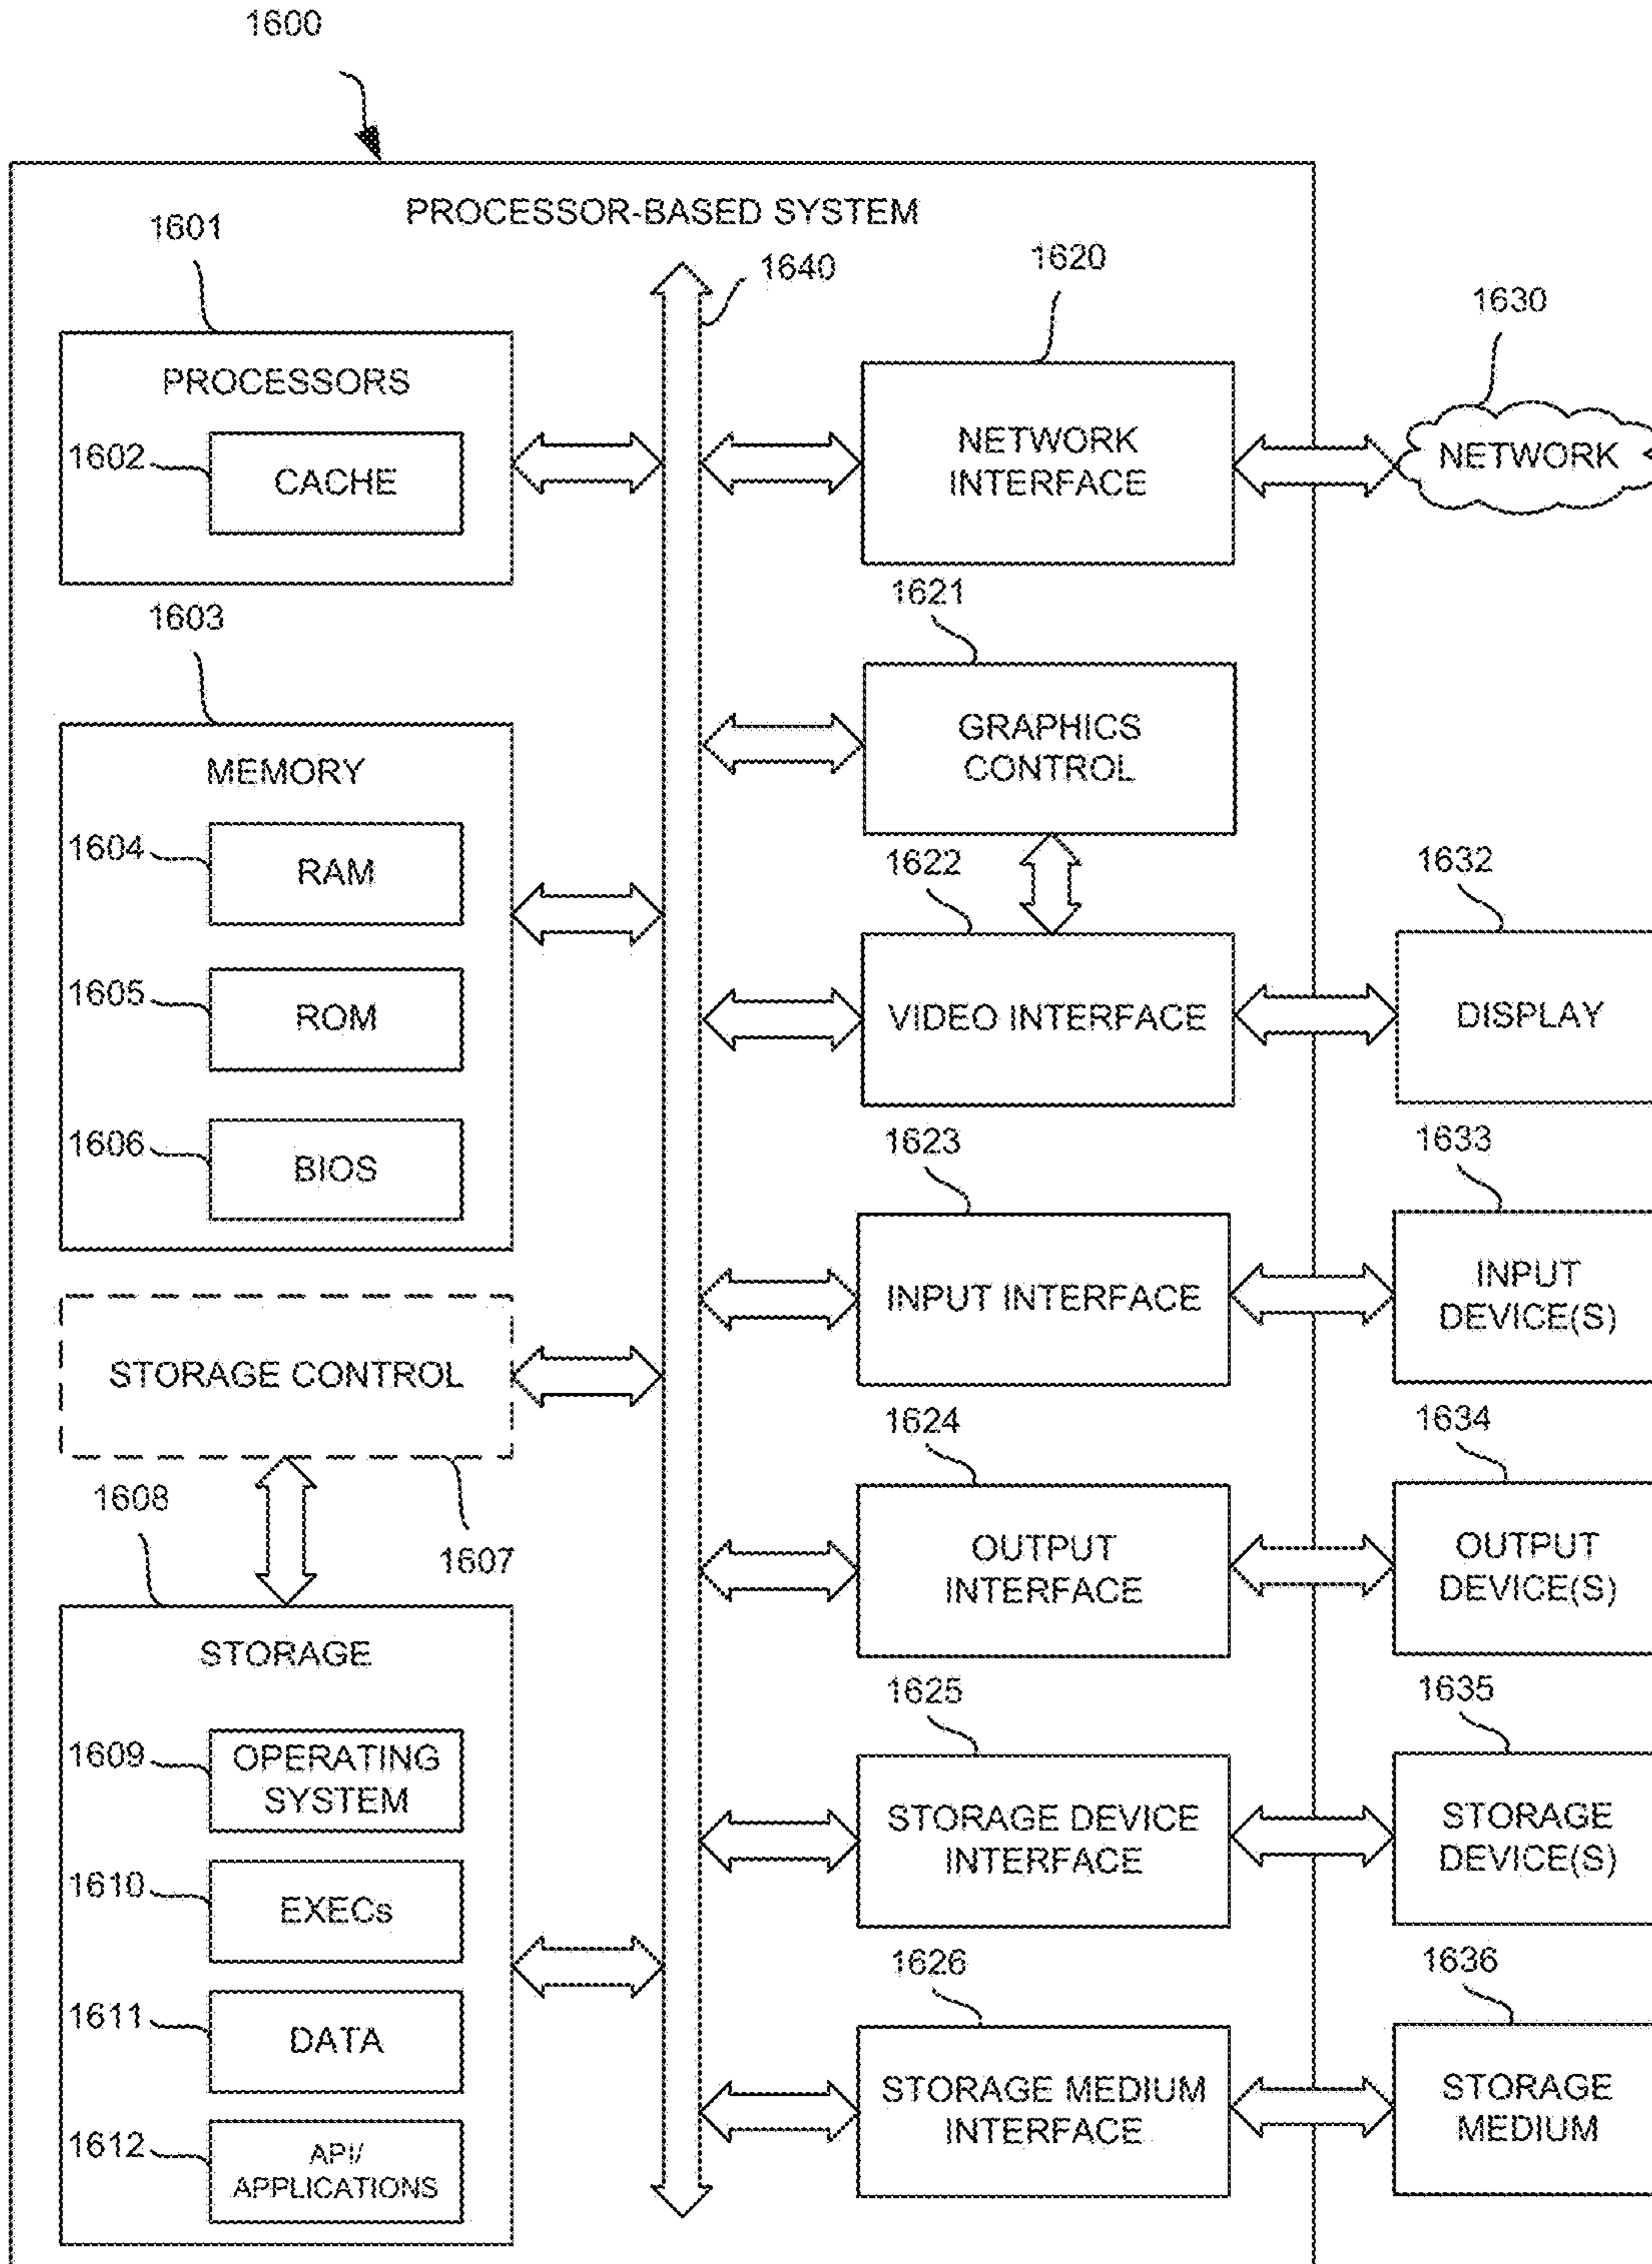 1600
PROCESSOR-BASED SYSTEM
1601
1640
1620
1630
PROCESSORS
1602
CACHE
NETWORK
INTERFACE
NETWORK
1603
1621
MEMORY
GRAPHICS
CONTROL
1604
RAM
1622
1632
1605
ROM
VIDEO INTERFACE
DISPLAY
1606
BIOS
1623
1633
STORAGE CONTROL
INPUT INTERFACE
INPUT
DEVICE(S)
1608
1607
1624
1634
OUTPUT
INTERFACE
OUTPUT
DEVICE(S)
STORAGE
1625
1635
1609
OPERATING
SYSTEM
STORAGE DEVICE
INTERFACE
STORAGE
DEVICE(S)
1610
EXECs
1626
1636
1611
DATA
STORAGE MEDIUM
INTERFACE
STORAGE
MEDIUM
1612
API/
APPLICATIONS